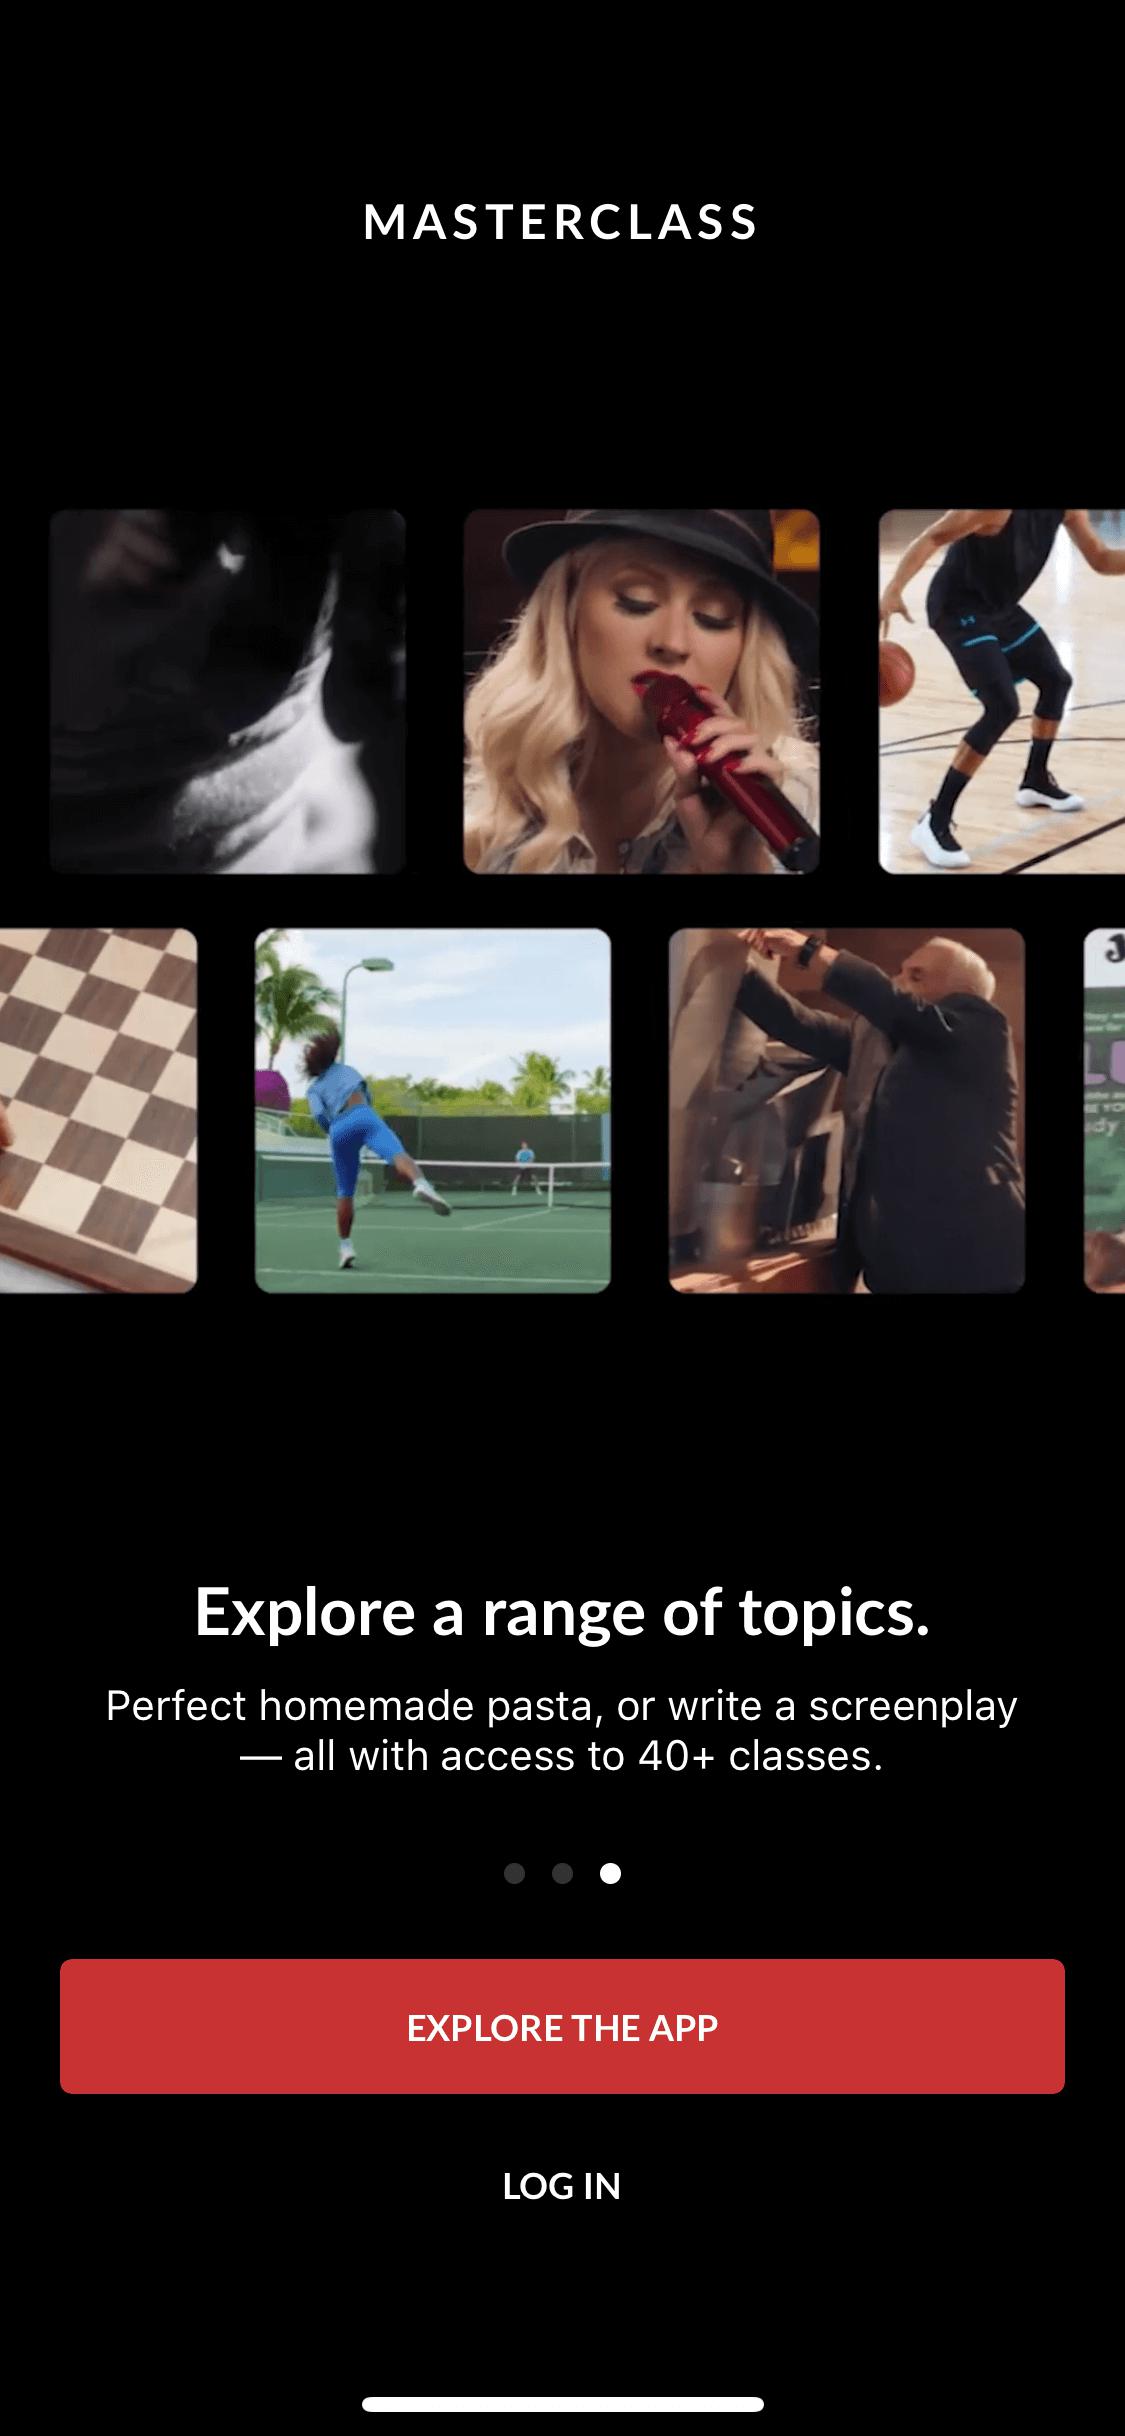 MASTERCLASS
Explore a range of topics.
Perfect homemade pasta, or write a screenplay
— all with access to 40+ classes.
EXPLORE THE APP
LOG IN